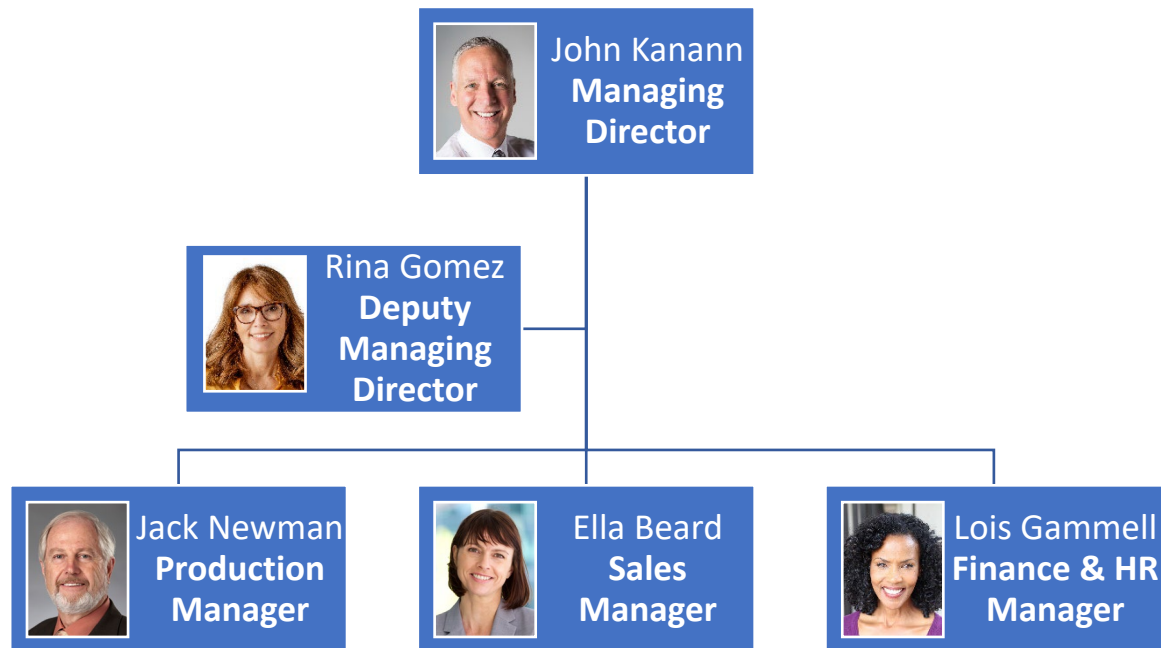 John Kanann
Managing
Director
Rina Gomez
Deputy
Managing
Director
Jack Newman
Production
Manager
Ella Beard
Sales
Manager
Lois Gammell
Finance & HR
Manager